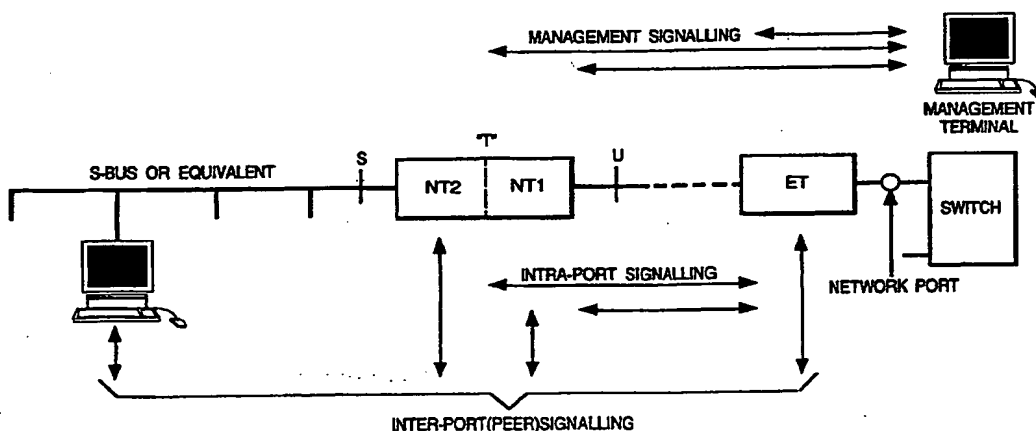 MANAGEMENT SIGNALLING
MANAGEMENT
TERMINAL
S-BUS OR EQUIVALENT
S
NT2
"T"
NT1
U
ET
SWITCH
NETWORK PORT
INTRA-PORT SIGNALLING
INTER-PORT(PEER)SIGNALLING